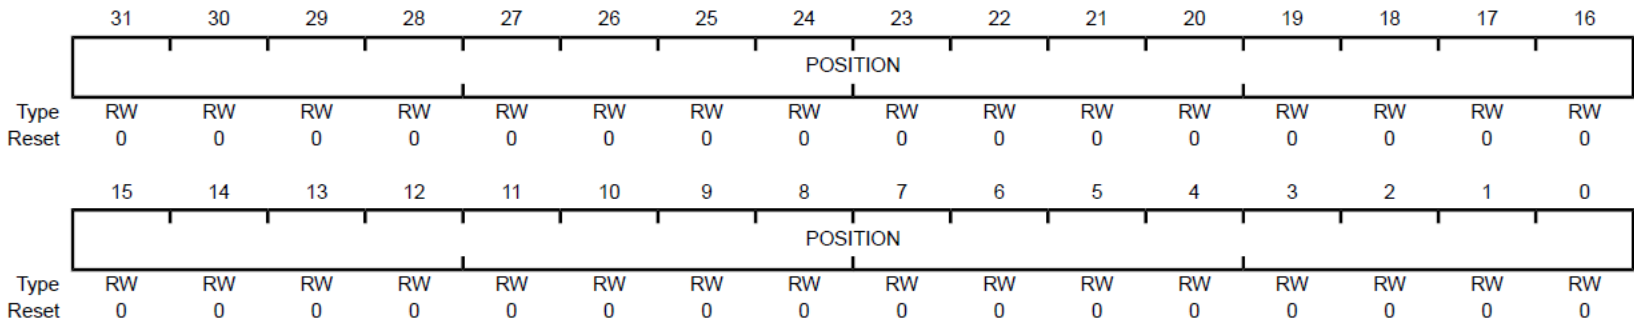 31 30 29 28 27 26 25 24 23 22 21 20 19 18 17 16
POSITION
Type RW RW RW RW RW RW RW RW RW RW RW RW RW RW RW RW
Reset 0 0 0 0 0 0 0 0 0 0 0 0 0 0 0 0
15 14 13 12 11 10 9 8 7 6 5 4 3 2 1 0
POSITION
Type RW RW RW RW RW RW RW RW RW RW RW RW RW RW RW RW
Reset 0 0 0 0 0 0 0 0 0 0 0 0 0 0 0 0